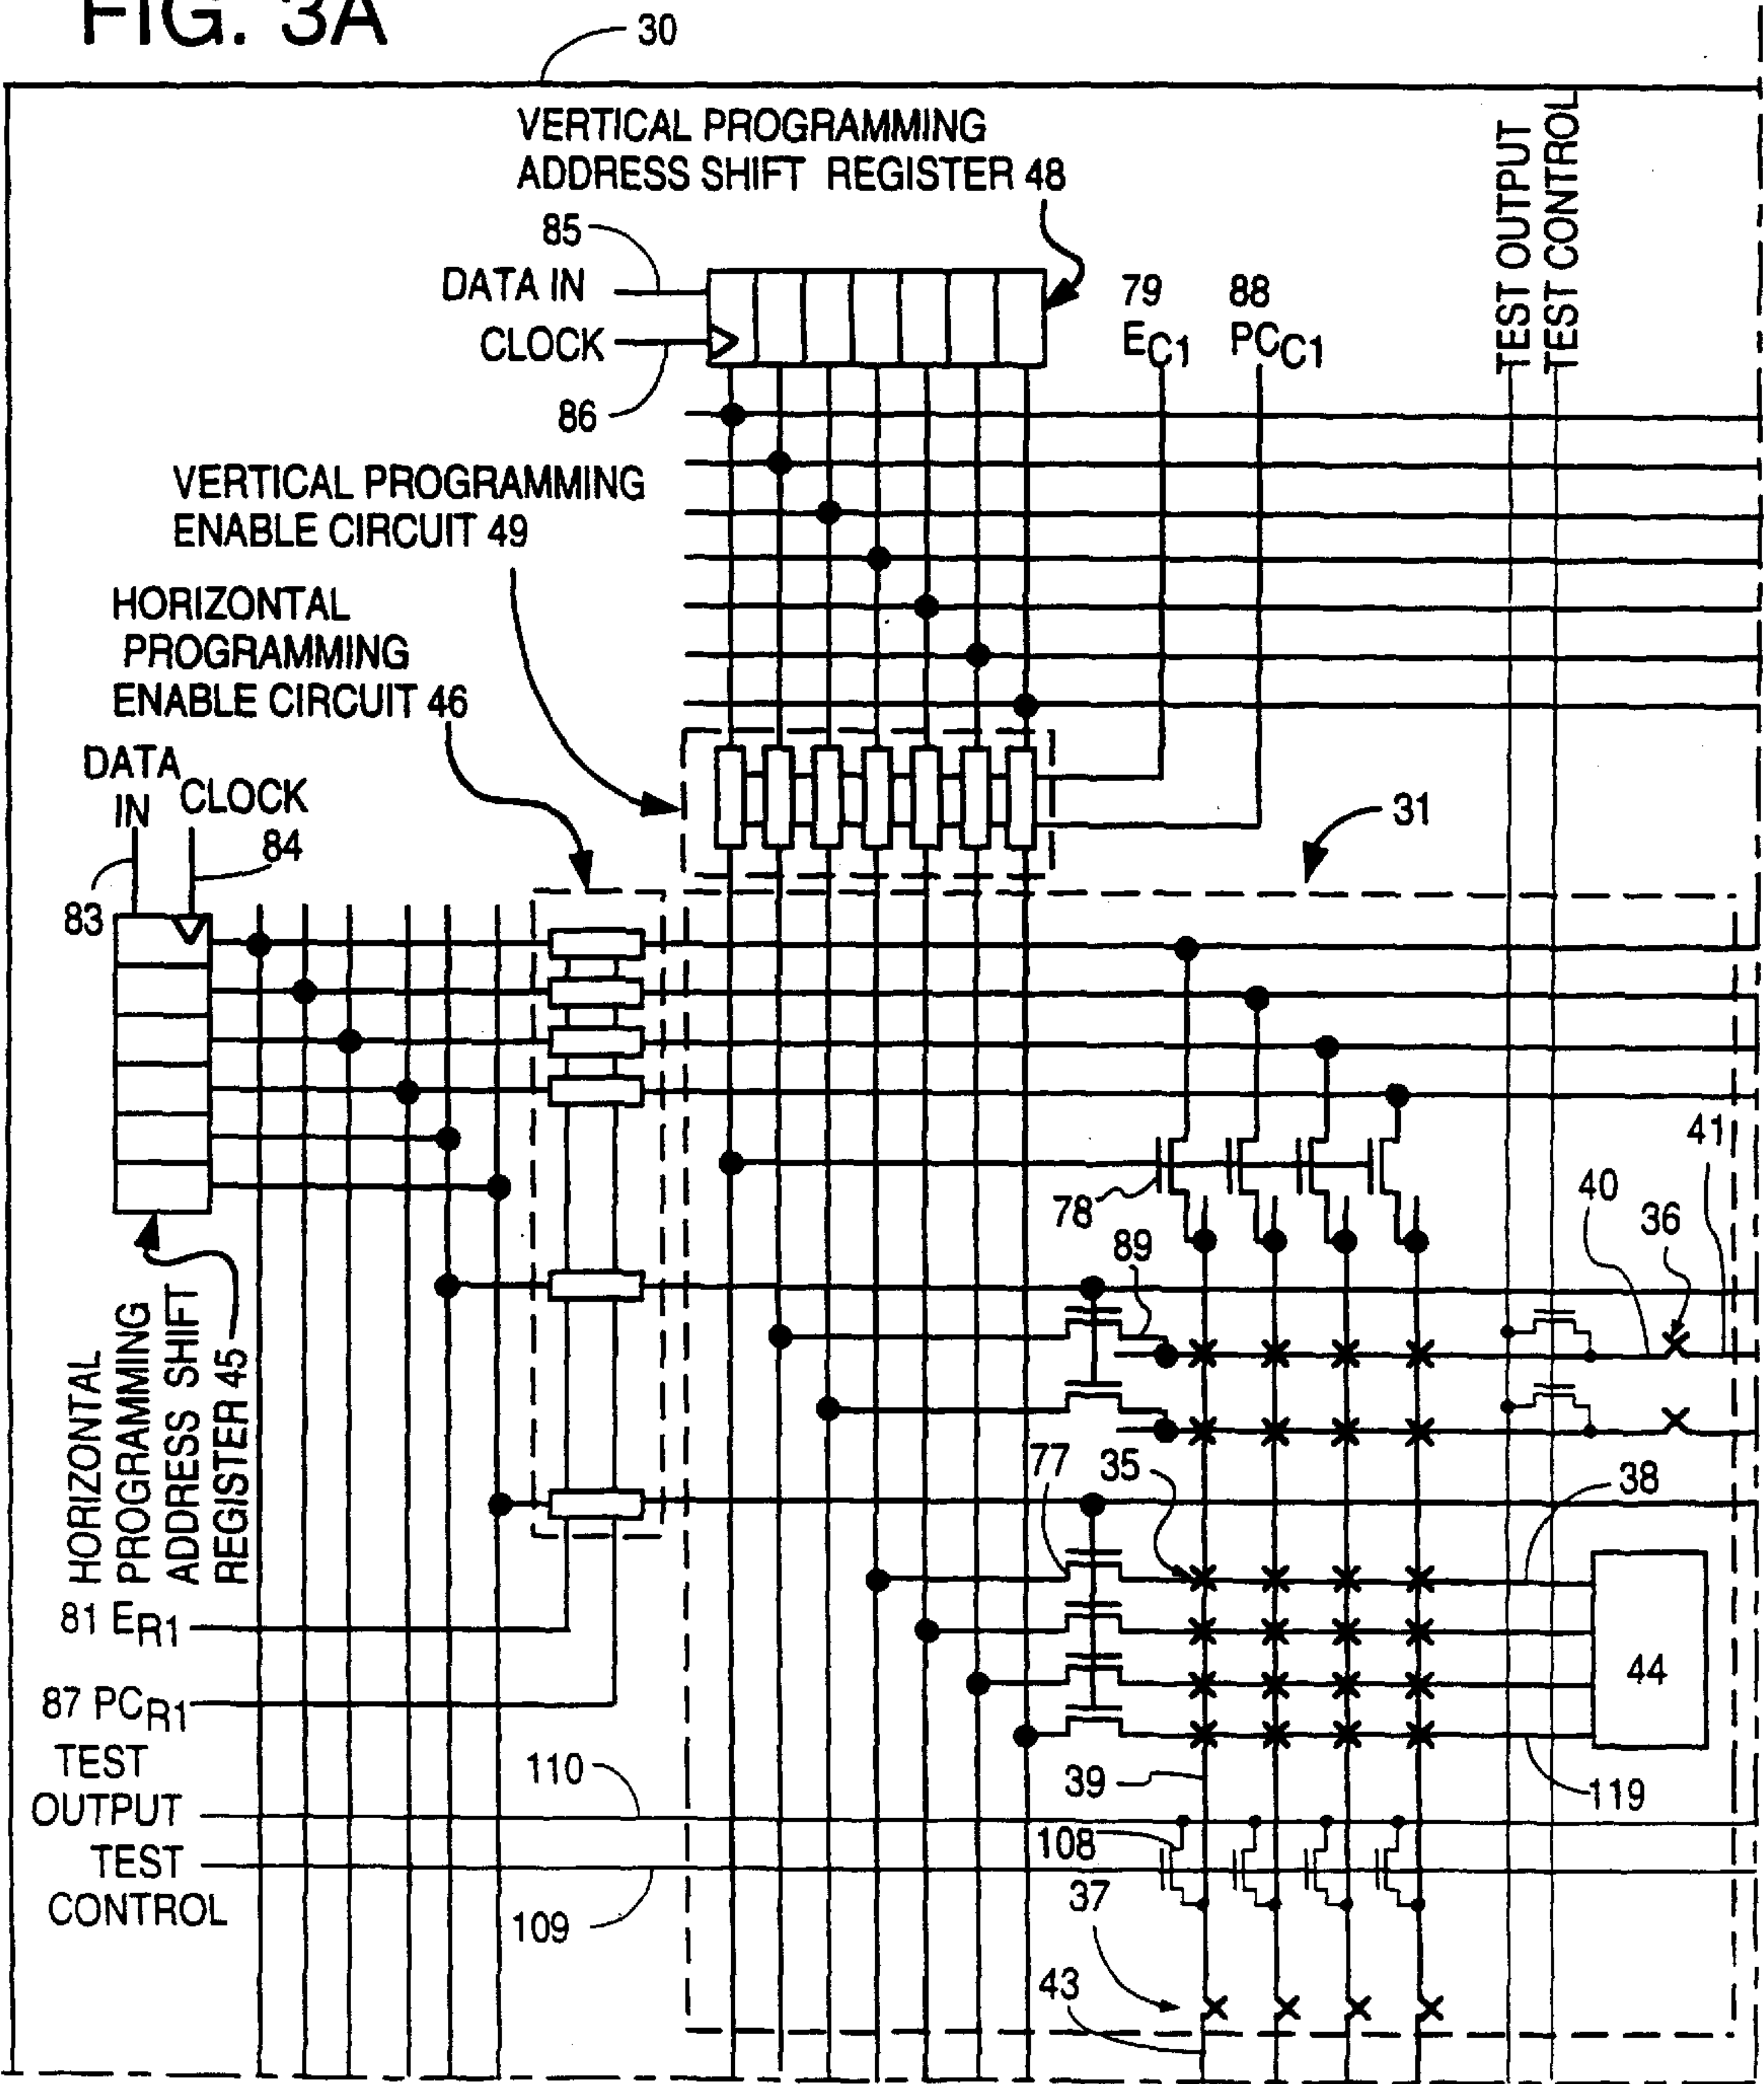 FIG. 3A
30
VERTICAL PROGRAMMING
ADDRESS SHIFT REGISTER 48
TEST OUTPUT
TEST CONTROL
85
DATA IN
CLOCK
86
79
EC1
88
PCC1
VERTICAL PROGRAMMING
ENABLE CIRCUIT 49
HORIZONTAL
PROGRAMMING
ENABLE CIRCUIT 46
DATA
IN
CLOCK
84
83
31
78
89
40
36
41
HORIZONTAL
PROGRAMMING
ADDRESS SHIFT
REGISTER 45
77
35
38
44
81 ER1
87 PCR1
39
119
TEST
OUTPUT
110
108
TEST
CONTROL
109
37
43